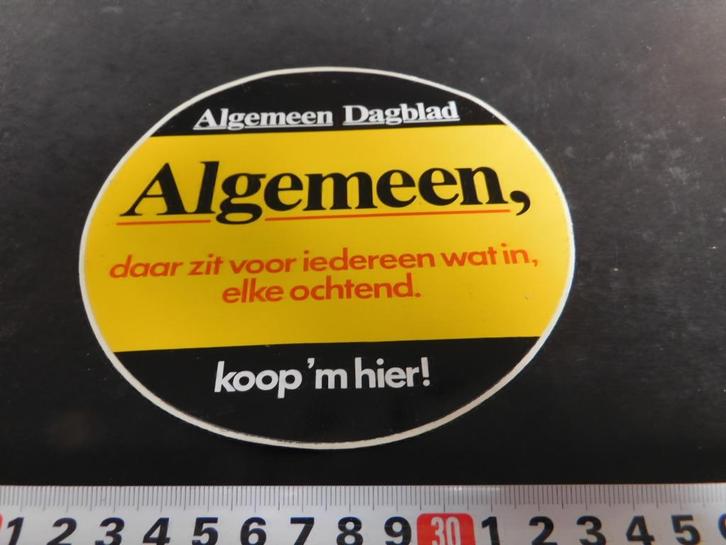 Algemeen Dagblad
Algemeen,
daar zit voor iedereen wat in,
elke ochtend.
koop 'm hier!
1 2 3 4 5 6 7 8 9 30 1 2 3 4 5